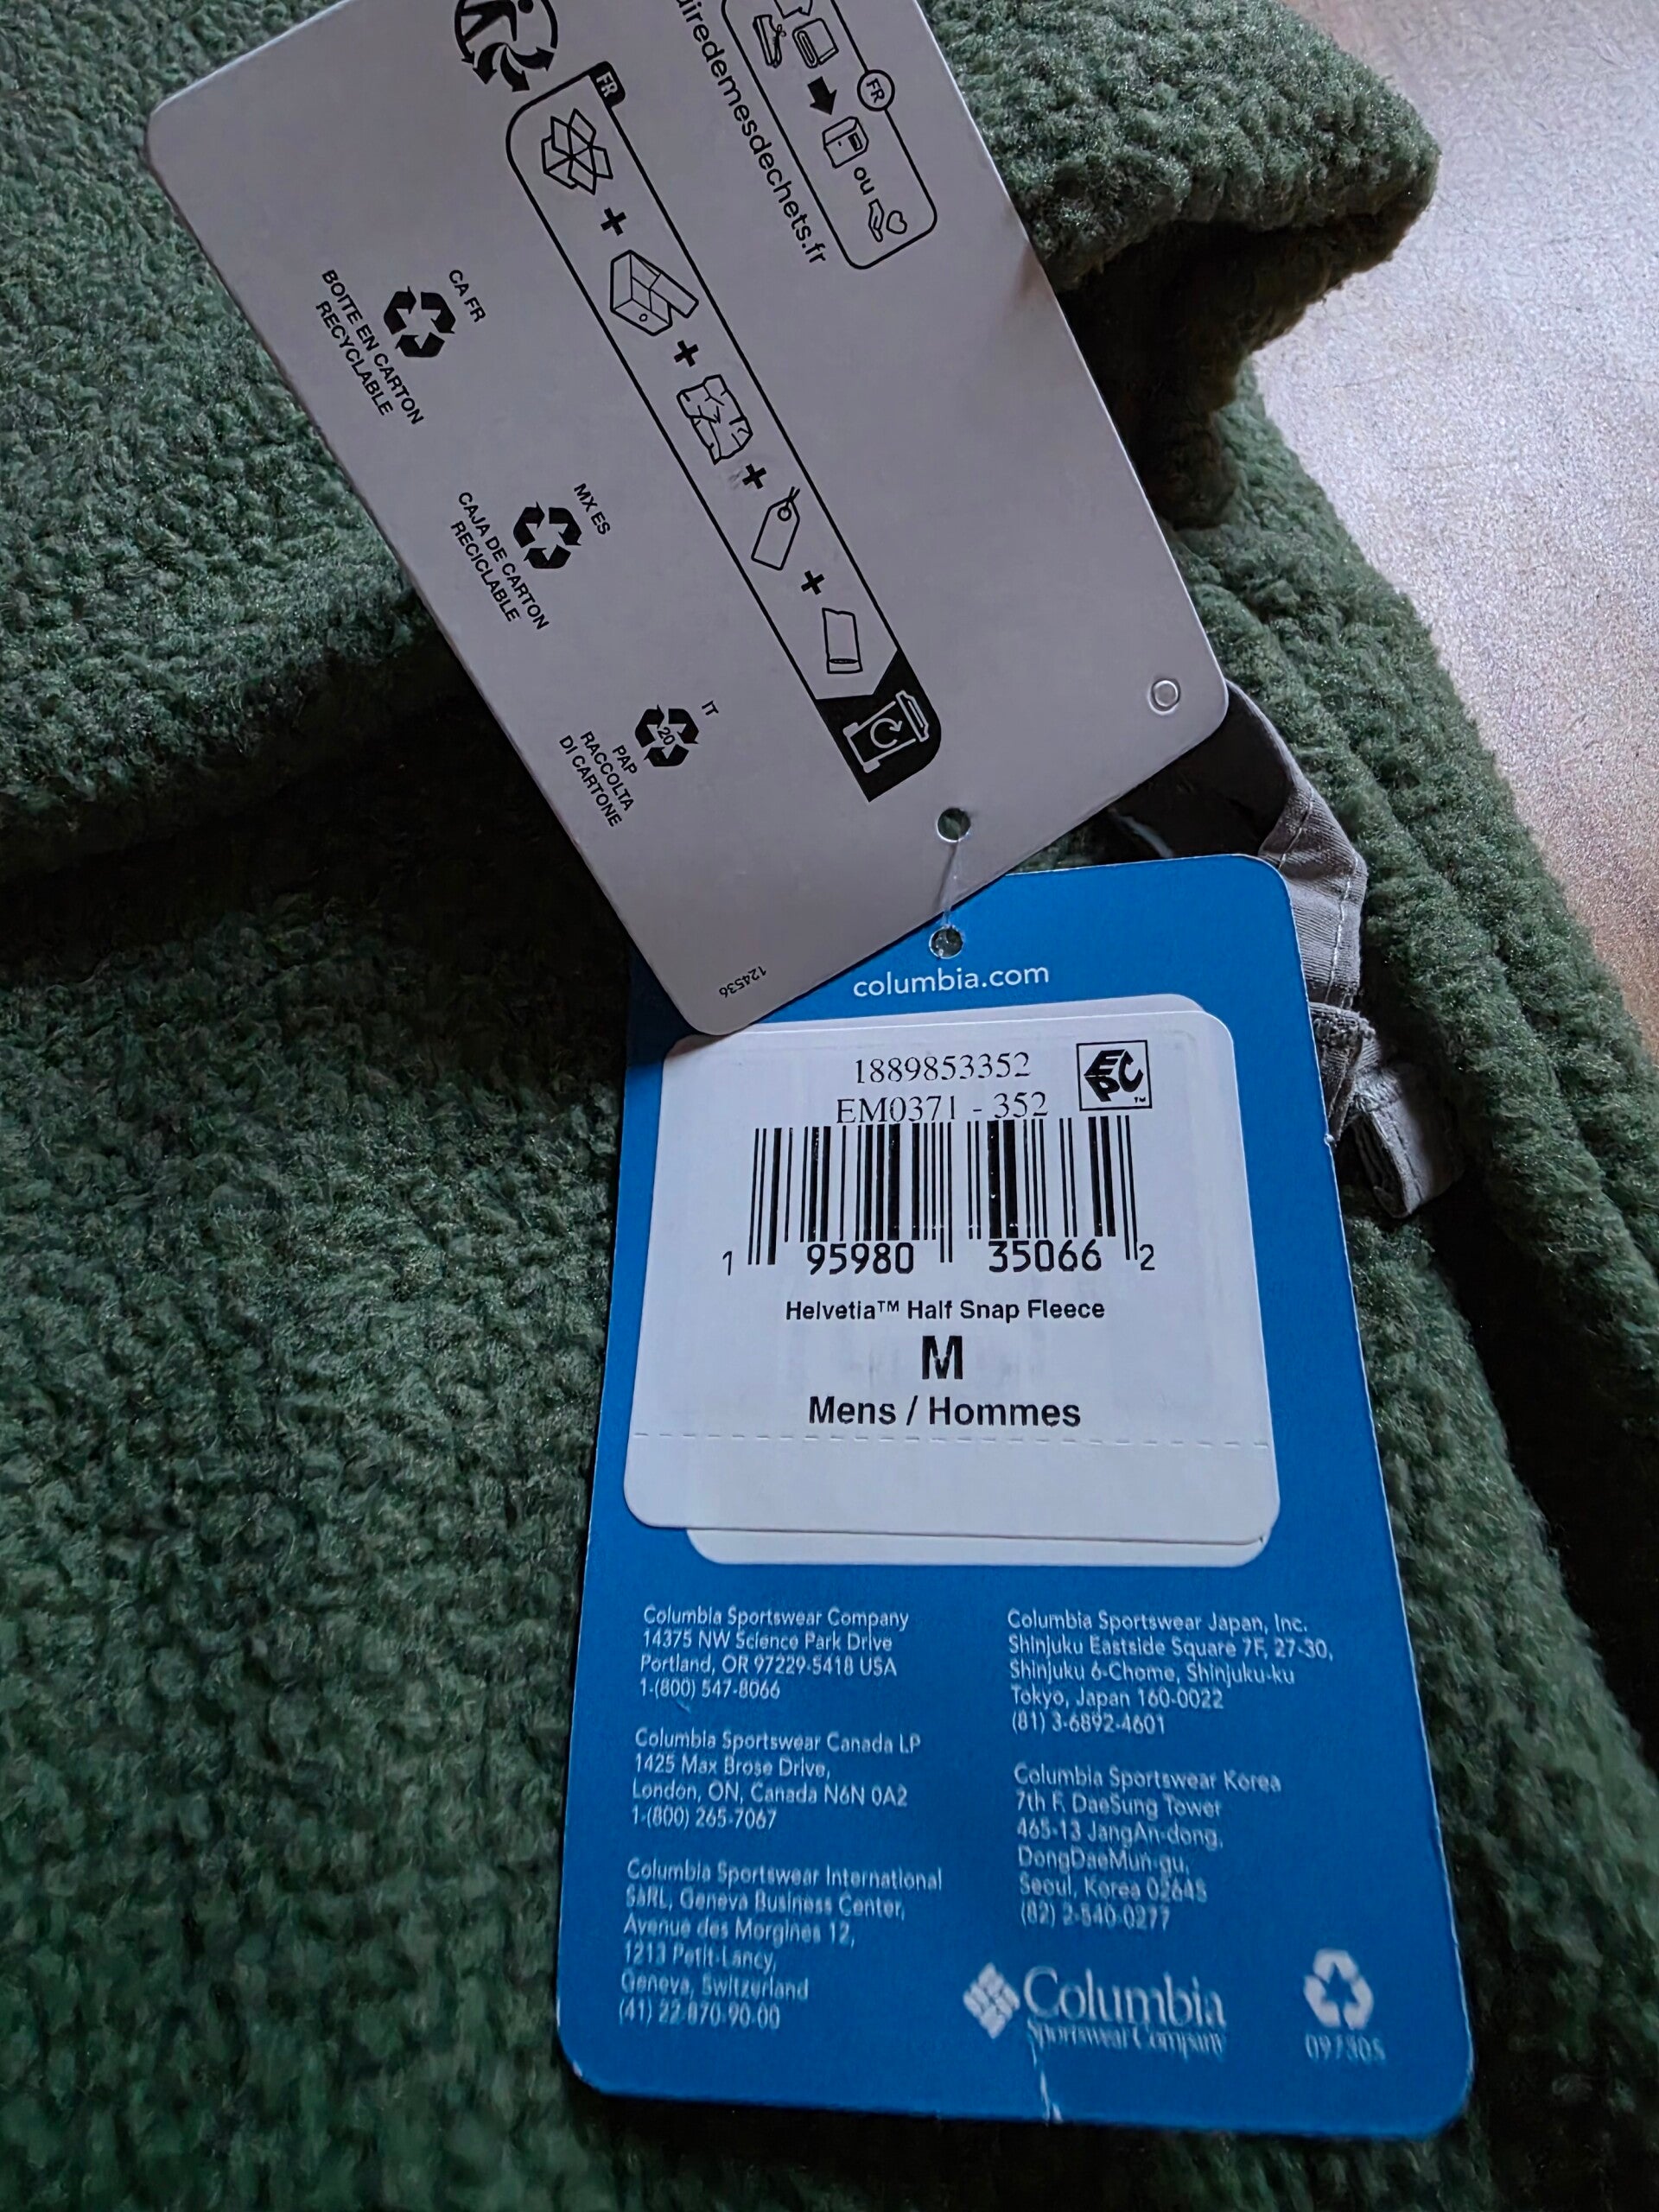 airedemesdechets.fr
FR
ou
FR
CA FR
BOITE EN CARTON
RECYCLABLE
MX ES
CAJA DE CARTON
RECICLABLE
IT
20
PAP
RACCOLTA
DI CARTONE
124536
columbia.com
1889853352
EM0371 - 352
EPC™
1 95980 35066 2
Helvetia™ Half Snap Fleece
M
Mens / Hommes
Columbia Sportswear Company
14375 NW Science Park Drive
Portland, OR 97229-5418 USA
1-(800) 547-8066
Columbia Sportswear Canada LP
1425 Max Brose Drive,
London, ON, Canada N6N 0A2
1-(800) 265-7067
Columbia Sportswear International
SàRL, Geneva Business Center,
Avenue des Morgines 12,
1213 Petit-Lancy,
Geneva, Switzerland
(41) 22-870-90-00
Columbia Sportswear Japan, Inc.
Shinjuku Eastside Square 7F, 27-30,
Shinjuku 6-Chome, Shinjuku-ku
Tokyo, Japan 160-0022
(81) 3-6892-4601
Columbia Sportswear Korea
7th F. DaeSung Tower
465-13 JangAn-dong,
DongDaeMun-gu,
Seoul, Korea 02645
(82) 2-540-0277
Columbia
Sportswear Company
097305